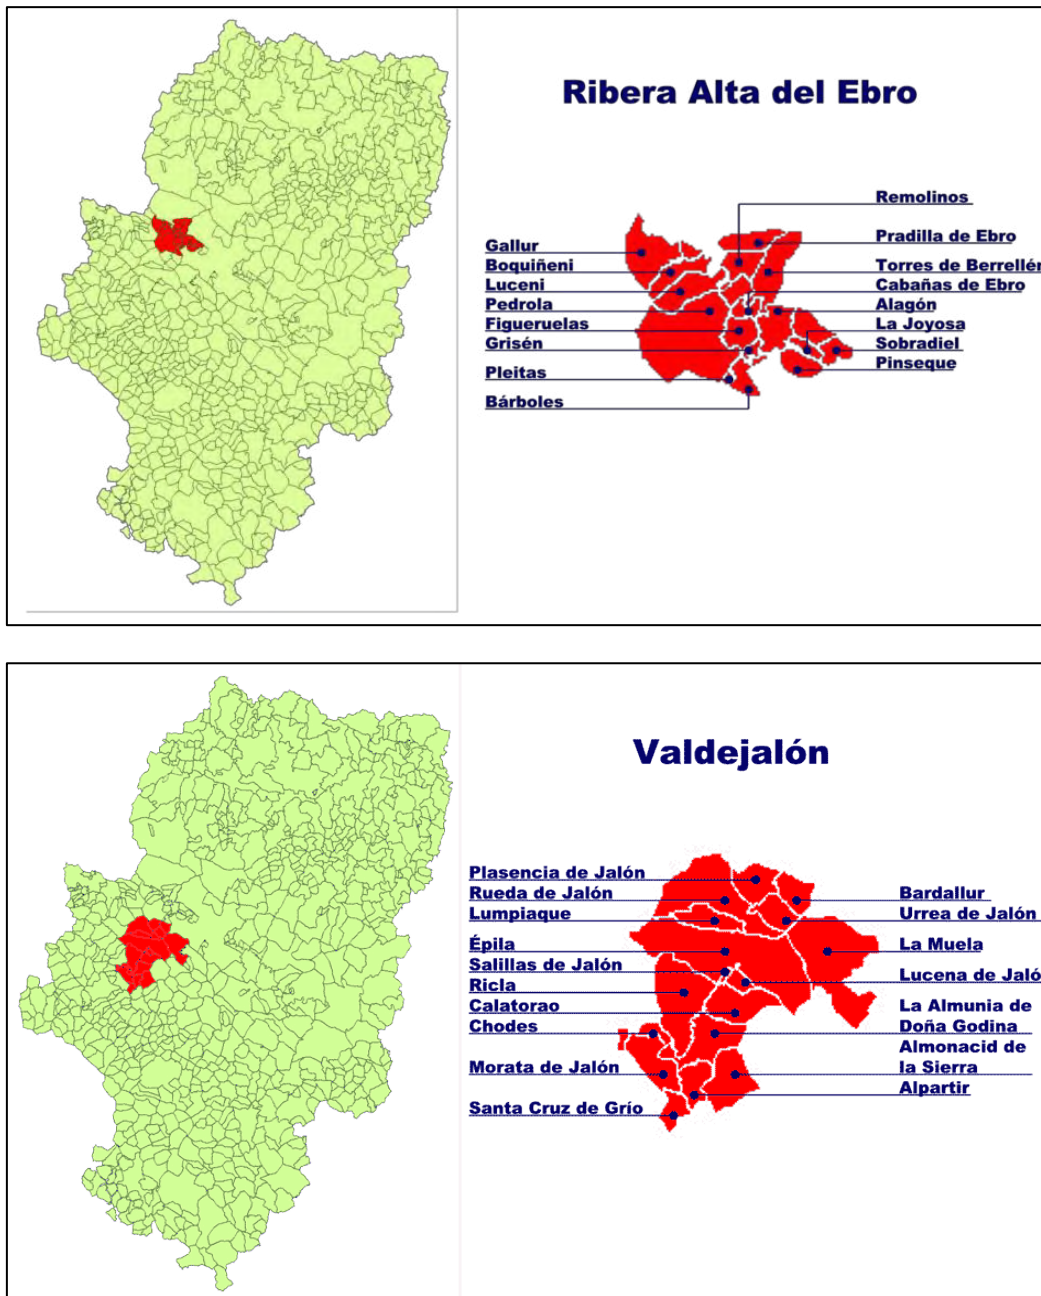 Ribera Alta del Ebro
Remolinos
Gallur
Pradilla de Ebro
Boquiñeni
Torres de Berrellén
Luceni
Cabañas de Ebro
Pedrola
Alagón
Figueruelas
La Joyosa
Grisén
Sobradiel
Pinseque
Pleitas
Bárboles
Valdejalón
Plasencia de Jalón
Rueda de Jalón
Bardallur
Lumpiaque
Urrea de Jalón
Épila
La Muela
Salillas de Jalón
Lucena de Jaló
Ricla
Calatorao
La Almunia de
Chodes
Doña Godina
Almonacid de
Morata de Jalón
la Sierra
Alpartir
Santa Cruz de Grío